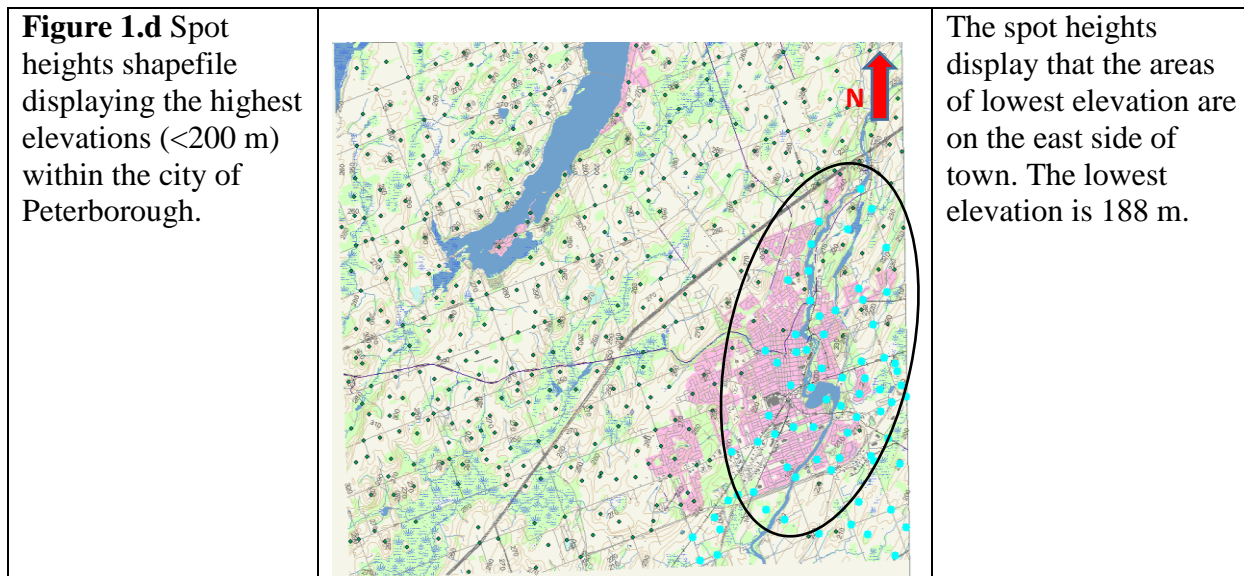 Figure 1.d Spot
heights shapefile
displaying the highest
elevations (<200 m)
within the city of
Peterborough.
N
The spot heights
display that the areas
of lowest elevation are
on the east side of
town. The lowest
elevation is 188 m.